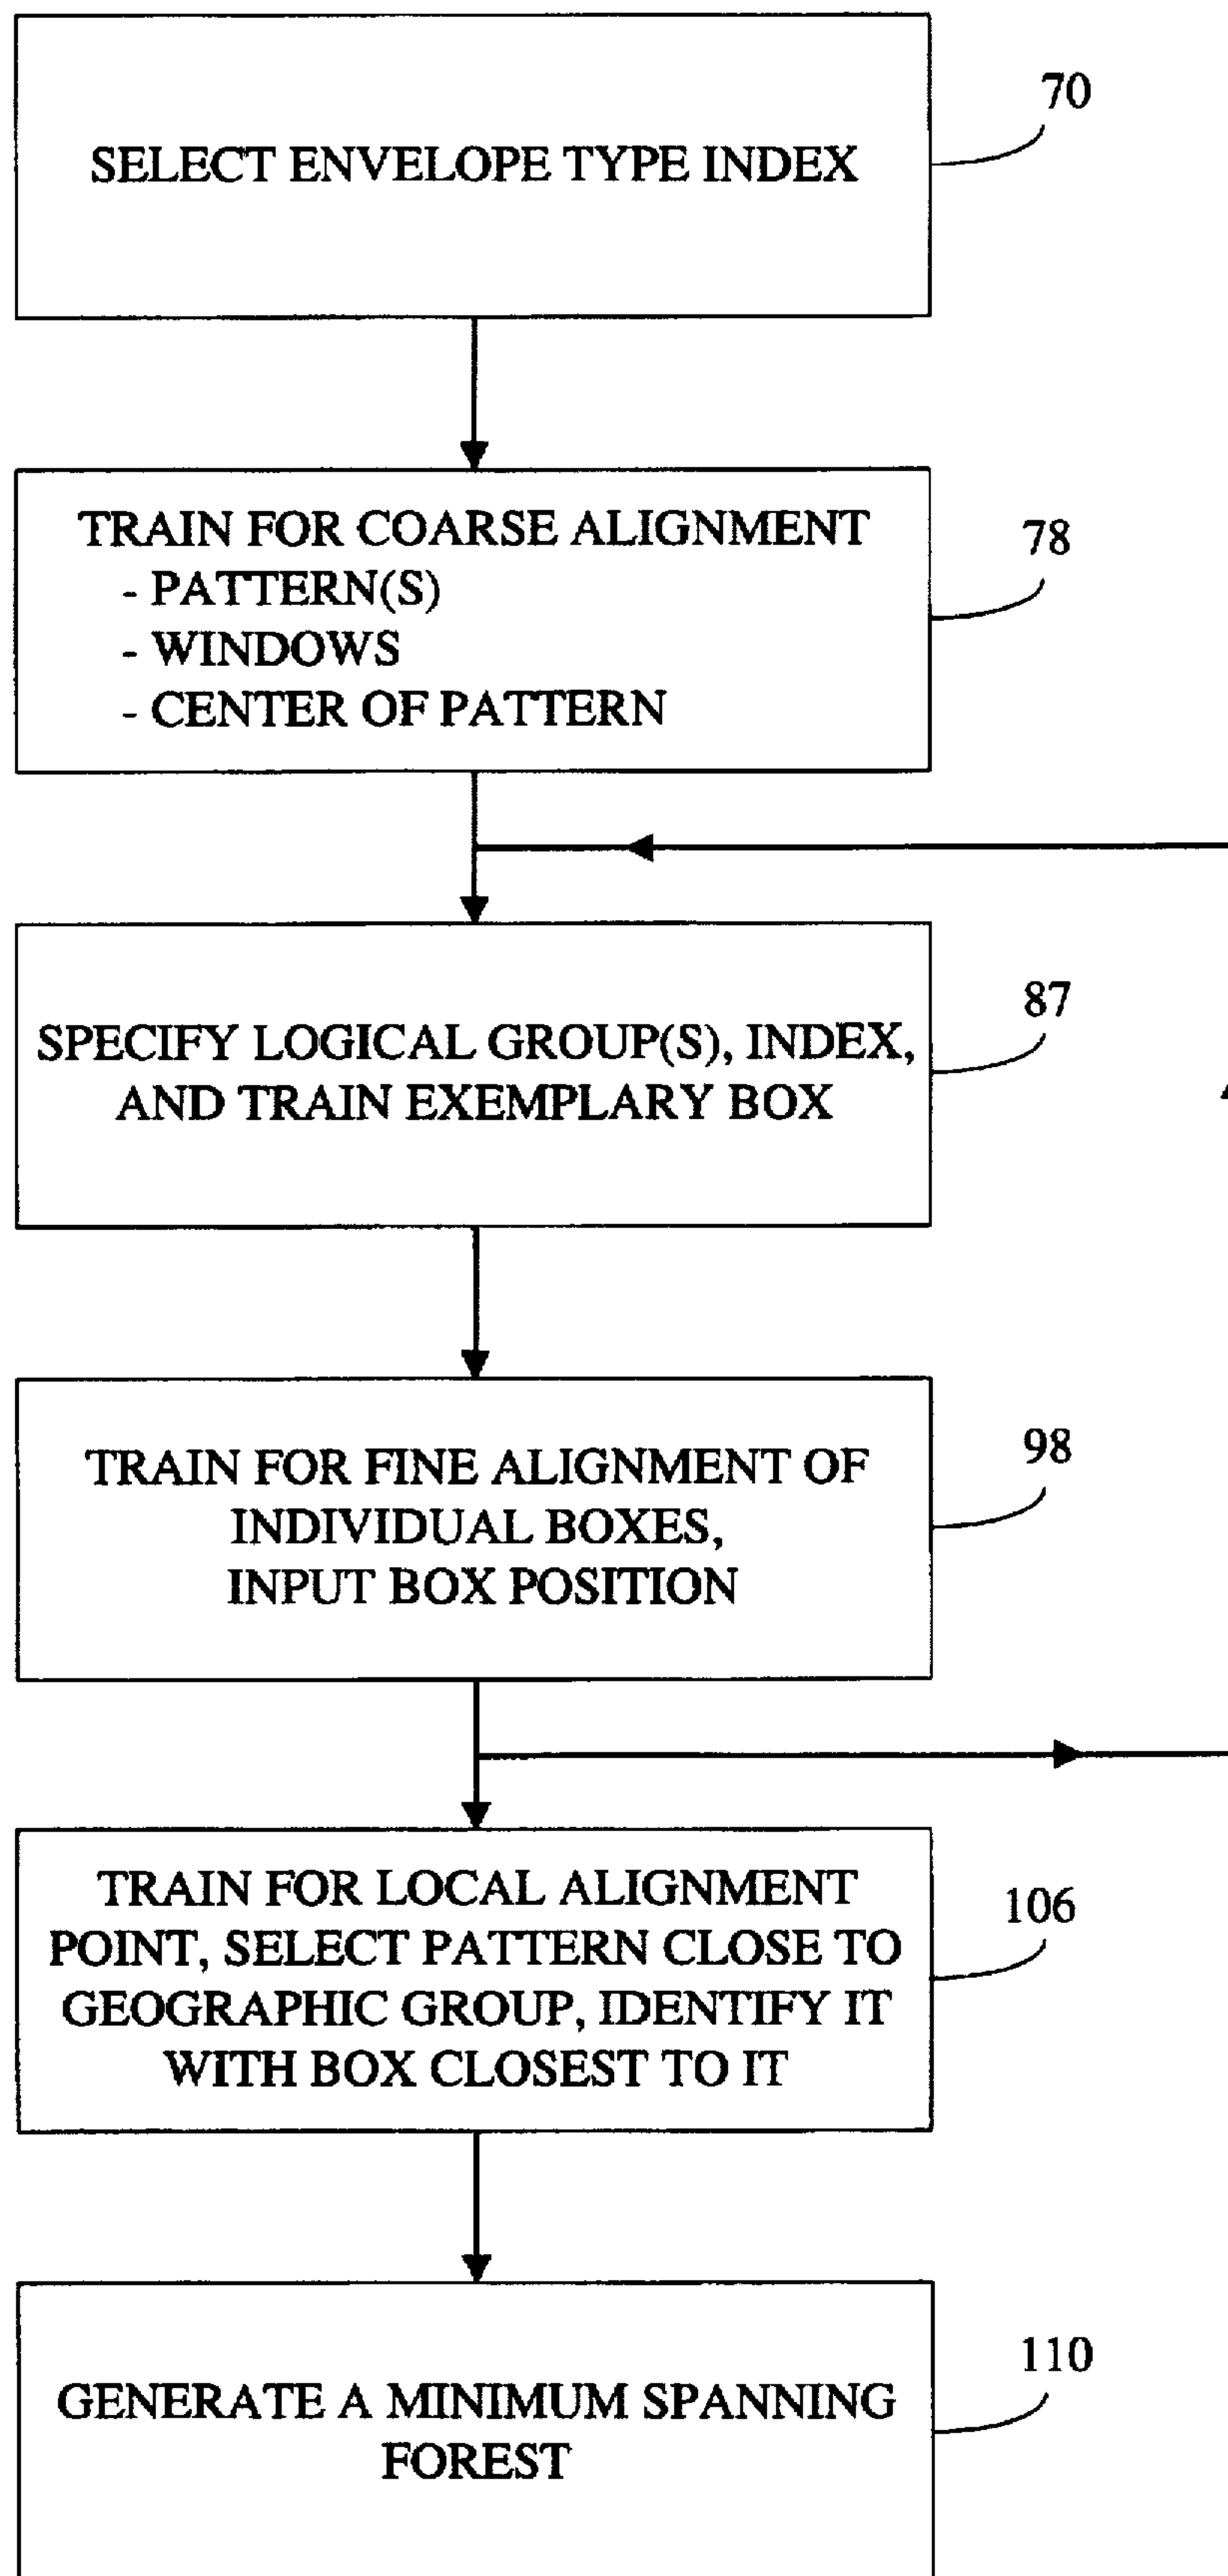 SELECT ENVELOPE TYPE INDEX
70
TRAIN FOR COARSE ALIGNMENT
- PATTERN(S)
- WINDOWS
- CENTER OF PATTERN
78
SPECIFY LOGICAL GROUP(S), INDEX,
AND TRAIN EXEMPLARY BOX
87
TRAIN FOR FINE ALIGNMENT OF
INDIVIDUAL BOXES,
INPUT BOX POSITION
98
TRAIN FOR LOCAL ALIGNMENT
POINT, SELECT PATTERN CLOSE TO
GEOGRAPHIC GROUP, IDENTIFY IT
WITH BOX CLOSEST TO IT
106
GENERATE A MINIMUM SPANNING
FOREST
110